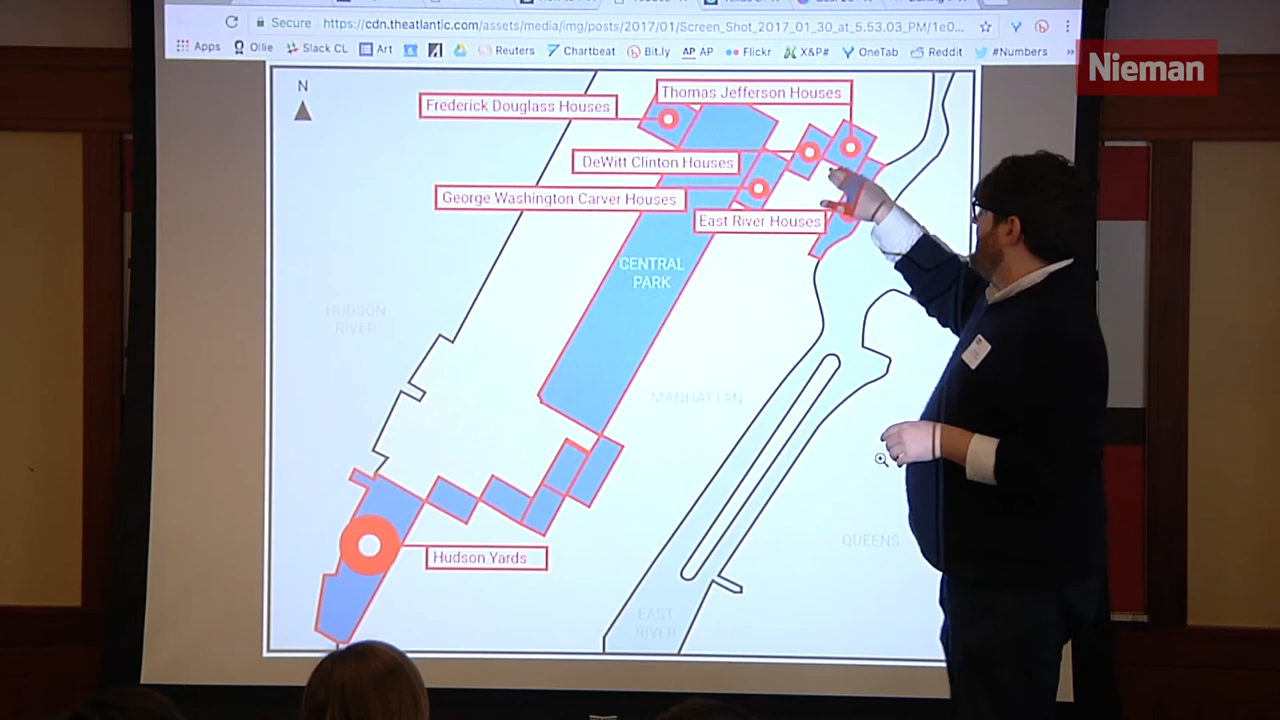 Secure https://cdn.theatlantic.com/assets/media/img/posts/2017/01/Screen_Shot_2017_01_30_at_5.53.03_PM/1e0...
Apps Ollie Slack CL Art Reuters Chartbeat Bit.ly AP AP Flickr X&P# OneTab Reddit #Numbers »
Nieman
N
Thomas Jefferson Houses
Frederick Douglass Houses
DeWitt Clinton Houses
George Washington Carver Houses
East River Houses
CENTRAL
PARK
HUDSON
RIVER
MANHATTAN
QUEENS
Hudson Yards
EAST
RIVER